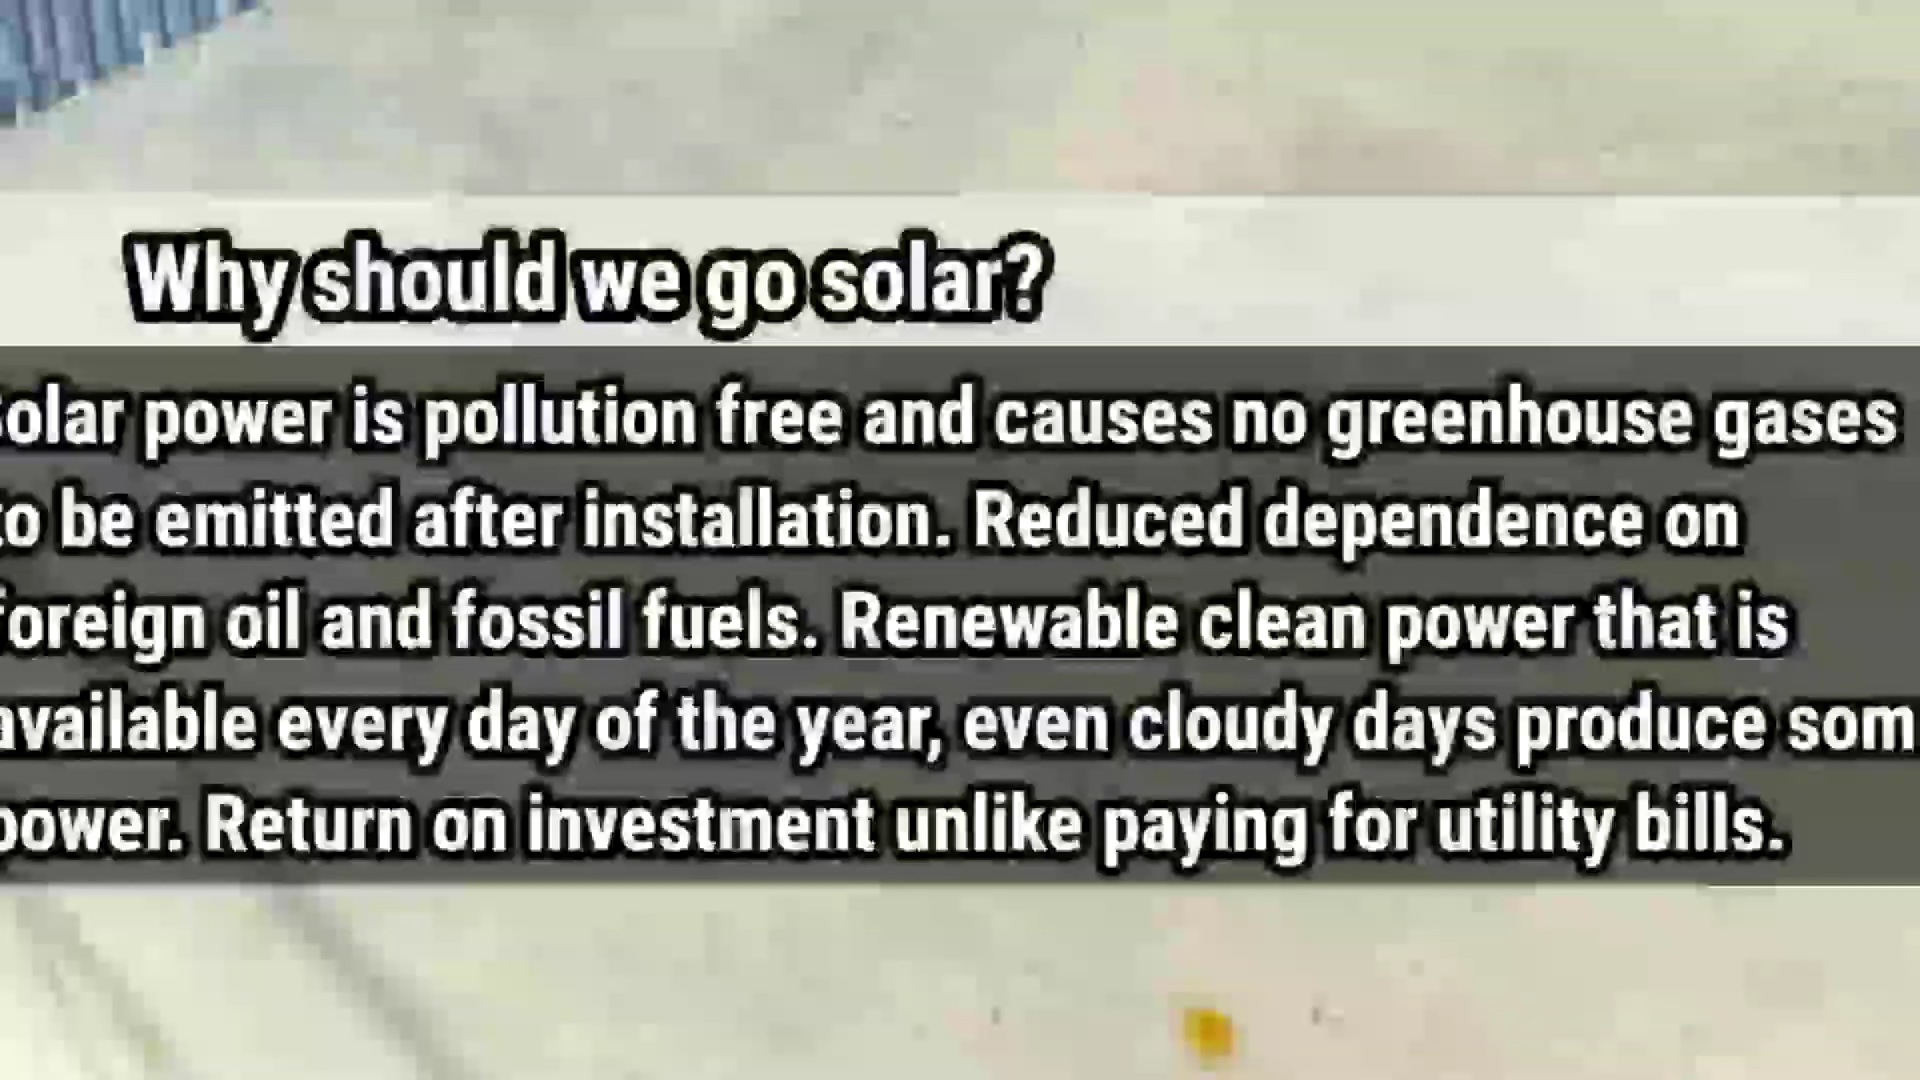 Why should we go solar?
Solar power is pollution free and causes no greenhouse gases
to be emitted after installation. Reduced dependence on
foreign oil and fossil fuels. Renewable clean power that is
available every day of the year, even cloudy days produce som
power. Return on investment unlike paying for utility bills.